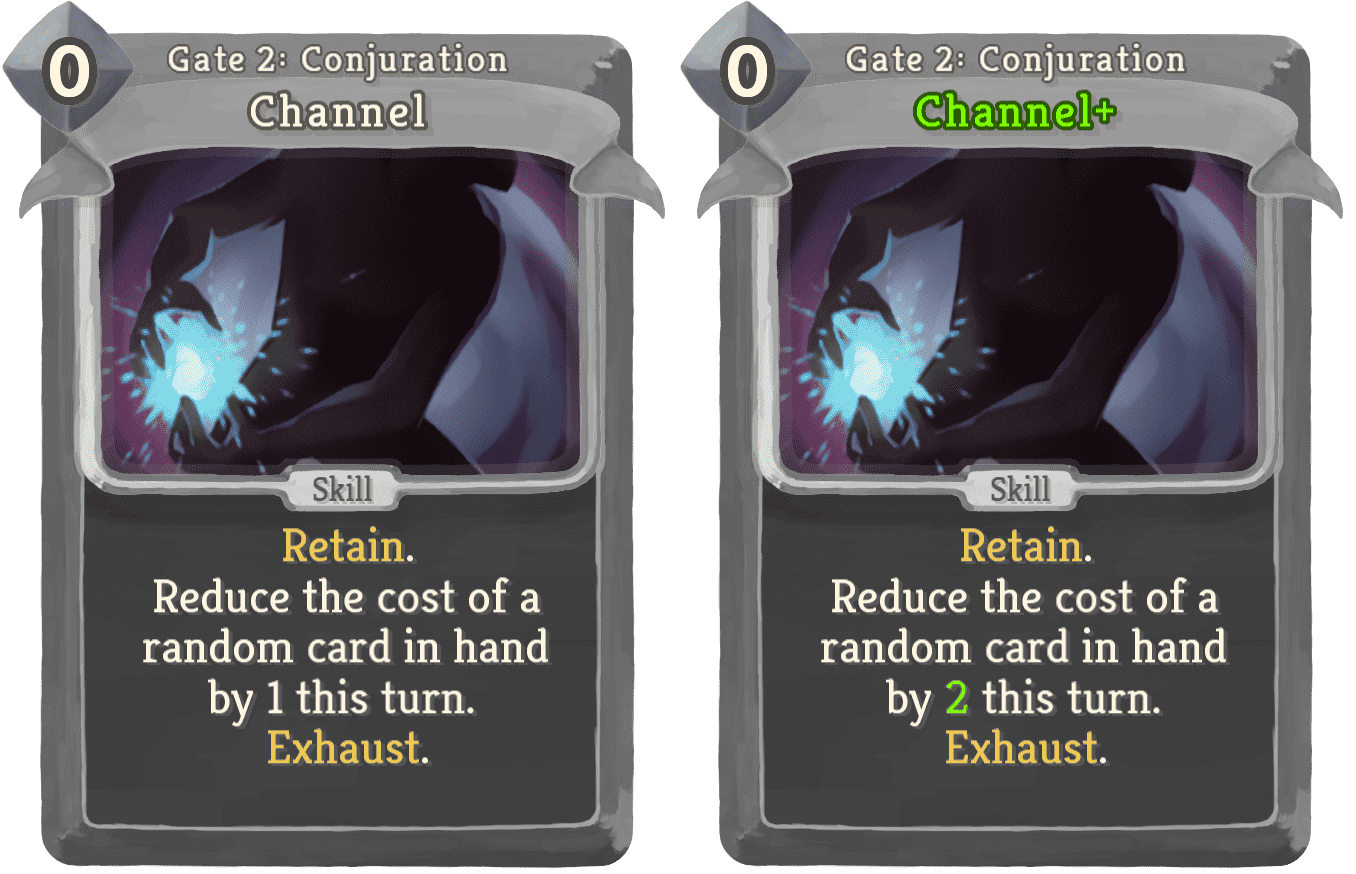 0
Gate 2: Conjuration
Channel
Skill
Retain.
Reduce the cost of a
random card in hand
by 1 this turn.
Exhaust.
0
Gate 2: Conjuration
Channel+
Skill
Retain.
Reduce the cost of a
random card in hand
by 2 this turn.
Exhaust.